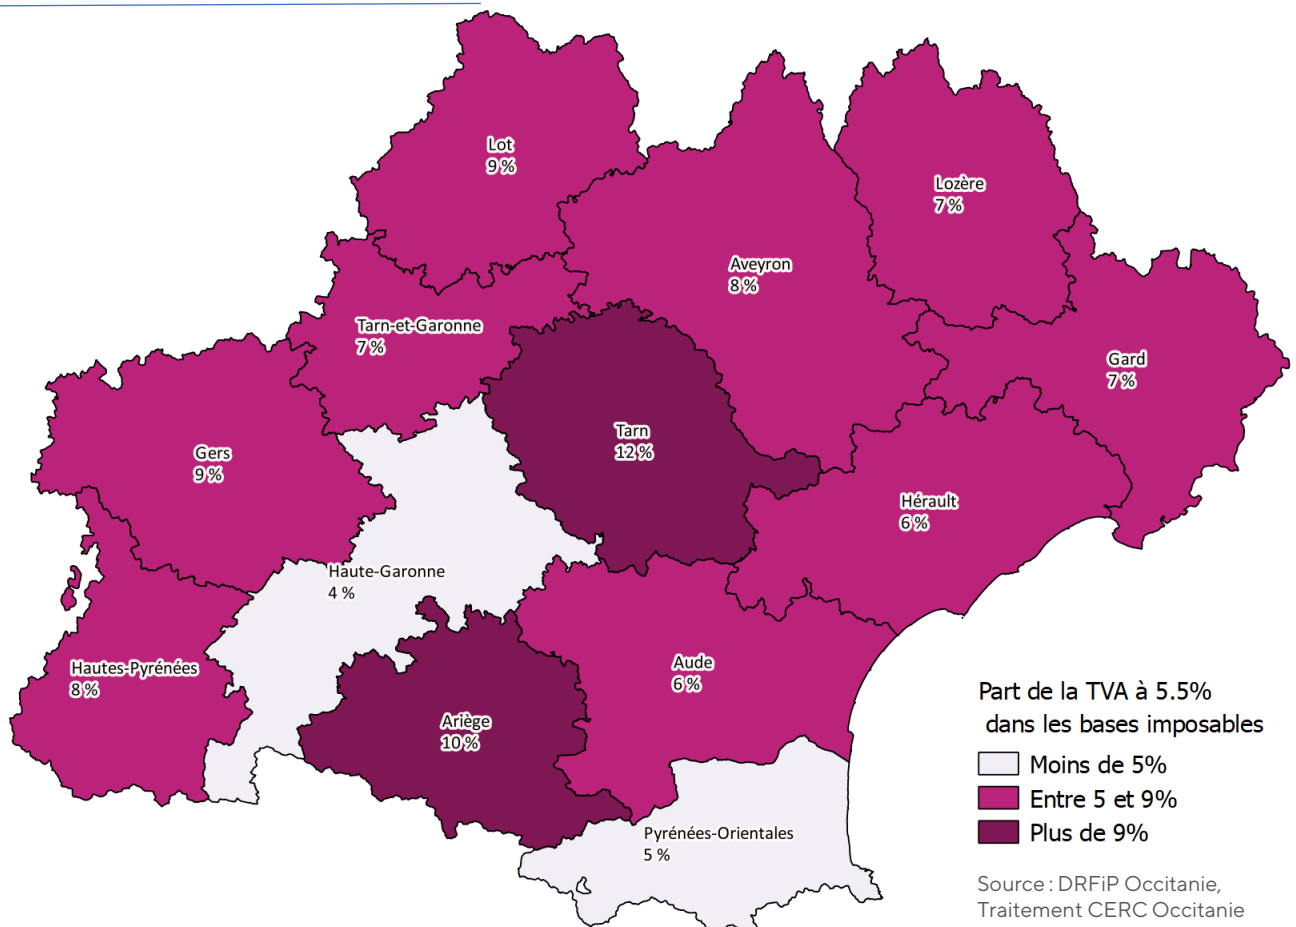 Lot
9 %
Lozère
7 %
Aveyron
8 %
Tarn-et-Garonne
7 %
Gard
7 %
Tarn
12 %
Gers
9 %
Hérault
6 %
Haute-Garonne
4 %
Hautes-Pyrénées
8 %
Aude
6 %
Ariège
10 %
Pyrénées-Orientales
5 %
Part de la TVA à 5.5%
dans les bases imposables
Moins de 5%
Entre 5 et 9%
Plus de 9%
Source : DRFiP Occitanie,
Traitement CERC Occitanie